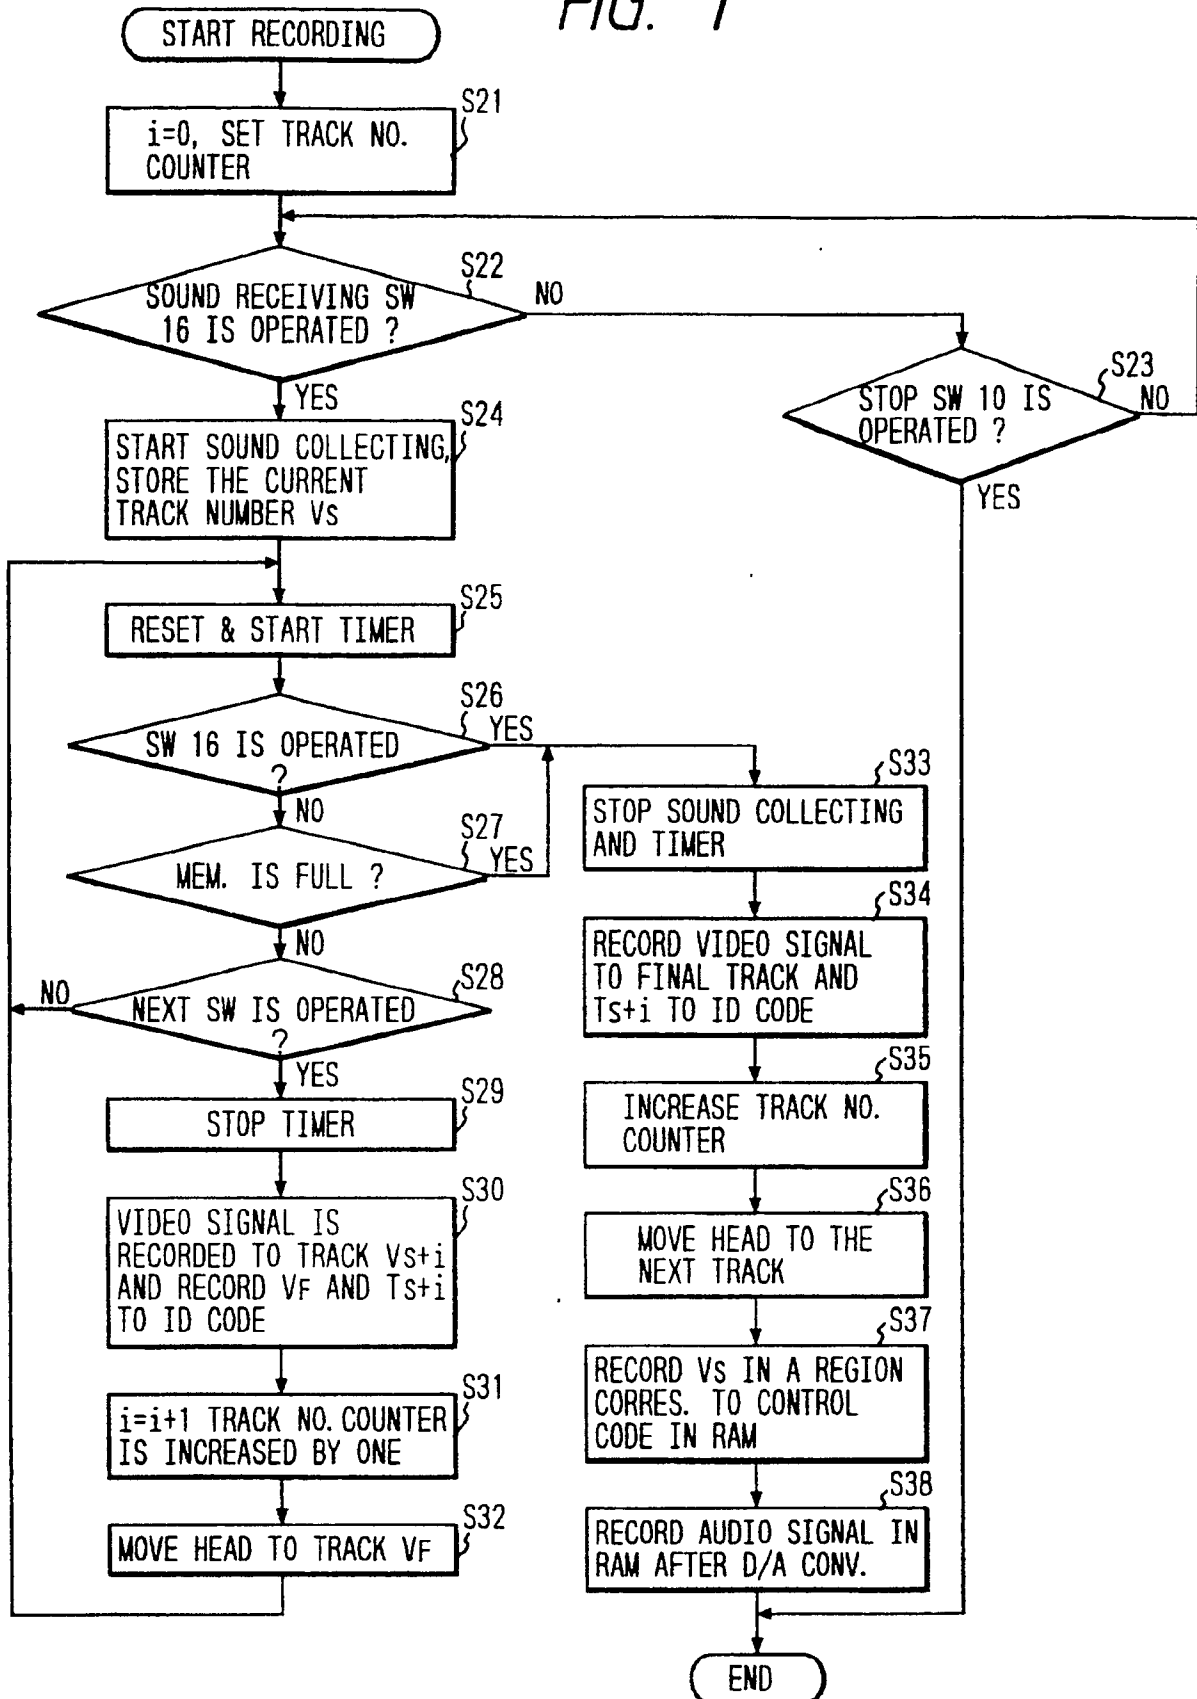 FIG. 7
START RECORDING
S21
i=0, SET TRACK NO.
COUNTER
S22
SOUND RECEIVING SW
16 IS OPERATED ?
NO
YES
S23
STOP SW 10 IS
OPERATED ?
NO
YES
S24
START SOUND COLLECTING,
STORE THE CURRENT
TRACK NUMBER Vs
S25
RESET & START TIMER
S26
SW 16 IS OPERATED
?
YES
NO
S27
MEM. IS FULL ?
YES
NO
S28
NEXT SW IS OPERATED
?
NO
YES
S29
STOP TIMER
S30
VIDEO SIGNAL IS
RECORDED TO TRACK Vs+i
AND RECORD VF AND Ts+i
TO ID CODE
S31
i=i+1 TRACK NO. COUNTER
IS INCREASED BY ONE
S32
MOVE HEAD TO TRACK VF
S33
STOP SOUND COLLECTING
AND TIMER
S34
RECORD VIDEO SIGNAL
TO FINAL TRACK AND
Ts+i TO ID CODE
S35
INCREASE TRACK NO.
COUNTER
S36
MOVE HEAD TO THE
NEXT TRACK
S37
RECORD Vs IN A REGION
CORRES. TO CONTROL
CODE IN RAM
S38
RECORD AUDIO SIGNAL IN
RAM AFTER D/A CONV.
END